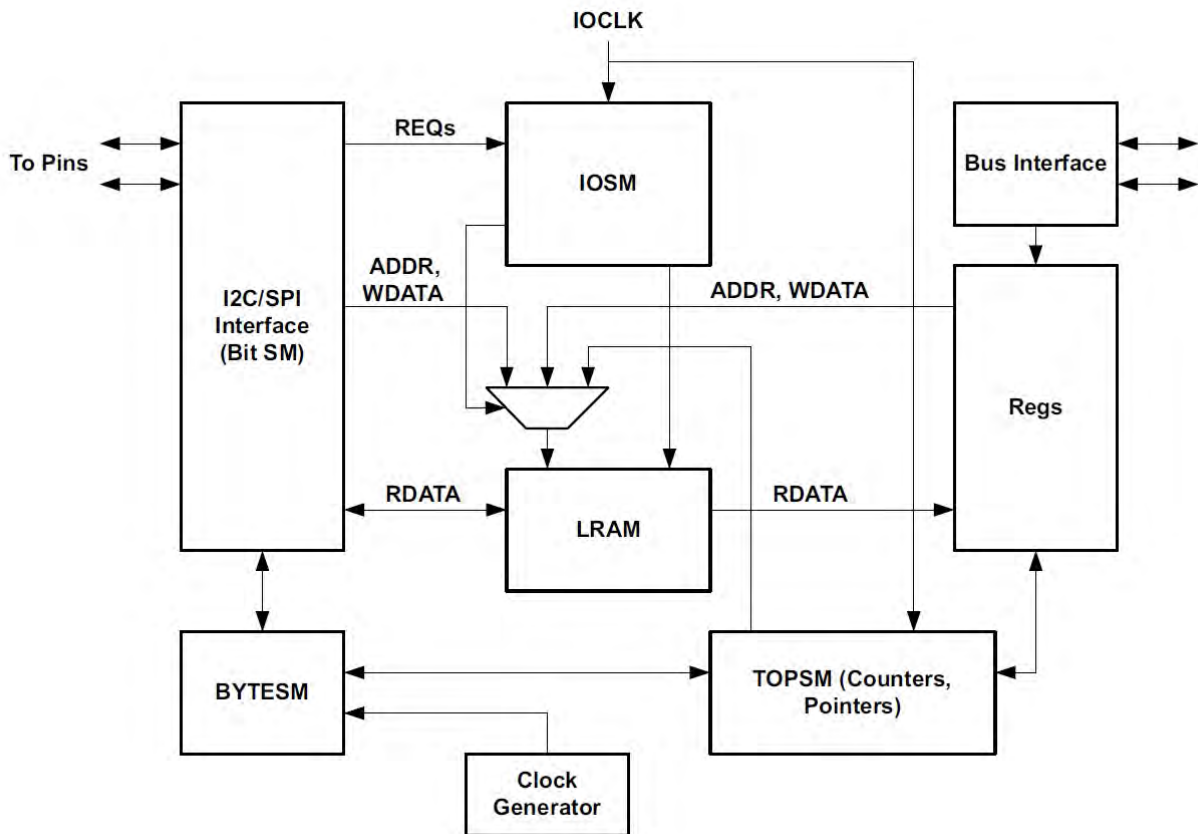 IOCLK
REQs
To Pins
IOSM
Bus Interface
ADDR,
WDATA
ADDR, WDATA
I2C/SPI
Interface
(Bit SM)
Regs
RDATA
LRAM
RDATA
BYTESM
TOPSM (Counters,
Pointers)
Clock
Generator